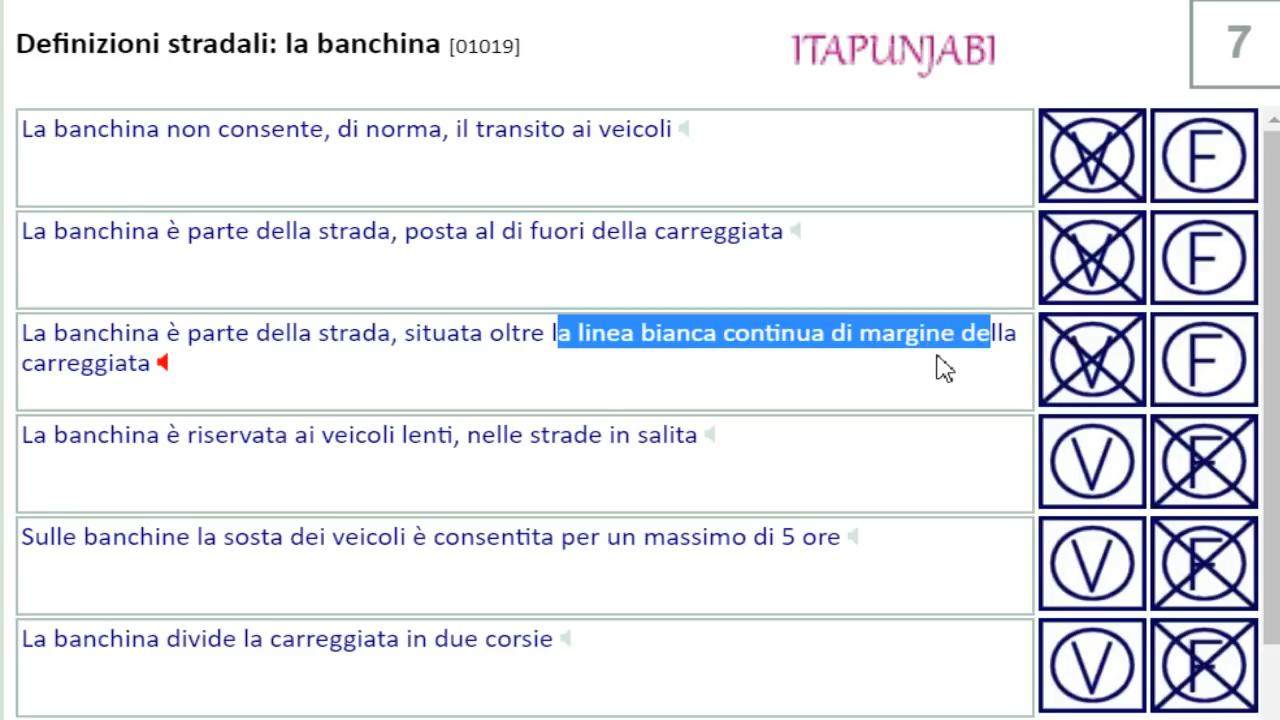 Definizioni stradali: la banchina [01019]
ITAPUNJABI
7
La banchina non consente, di norma, il transito ai veicoli
V F
La banchina è parte della strada, posta al di fuori della carreggiata
V F
La banchina è parte della strada, situata oltre la linea bianca continua di margine della
carreggiata
V F
La banchina è riservata ai veicoli lenti, nelle strade in salita
V F
Sulle banchine la sosta dei veicoli è consentita per un massimo di 5 ore
V F
La banchina divide la carreggiata in due corsie
V F